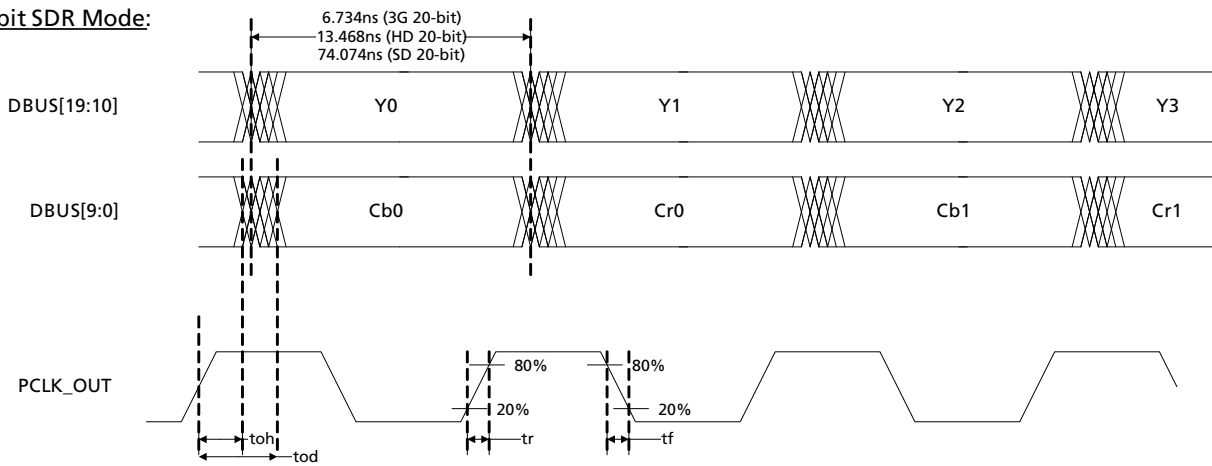 bit SDR Mode:
6.734ns (3G 20-bit)
13.468ns (HD 20-bit)
74.074ns (SD 20-bit)
DBUS[19:10]
Y0
Y1
Y2
Y3
DBUS[9:0]
Cb0
Cr0
Cb1
Cr1
PCLK_OUT
80%
80%
20%
20%
toh
tr
tf
tod